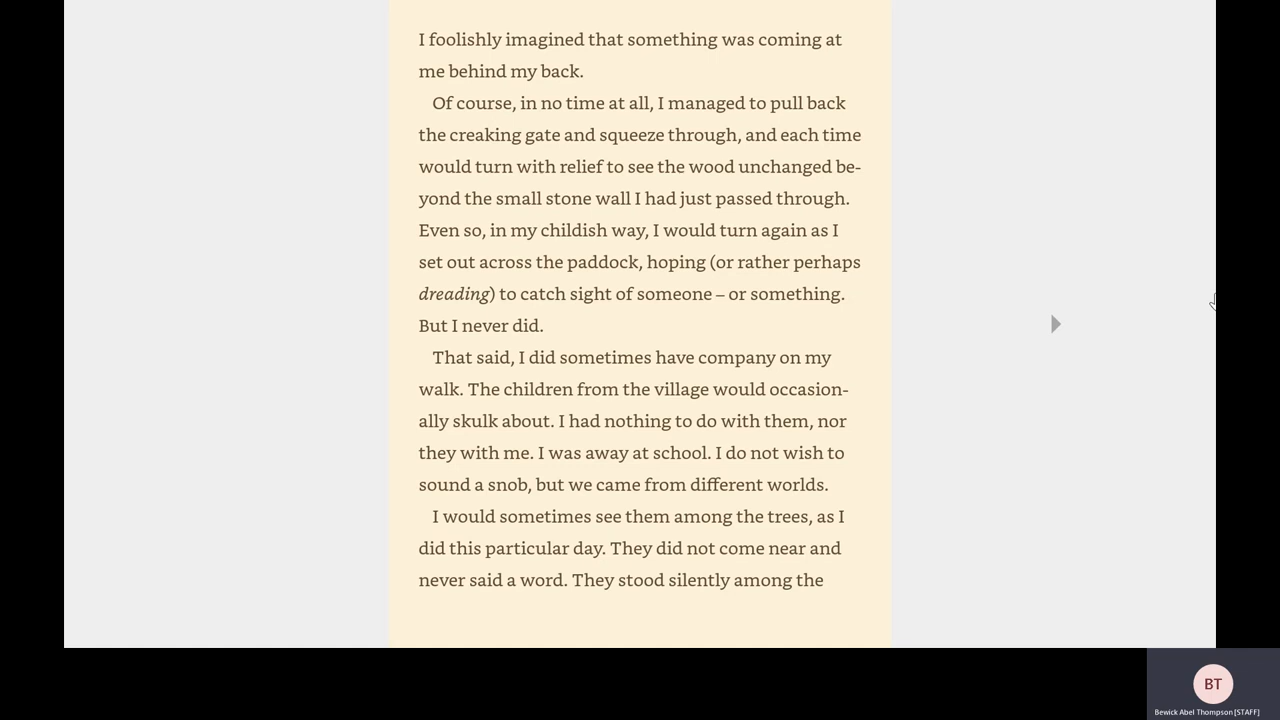 I foolishly imagined that something was coming at
me behind my back.
Of course, in no time at all, I managed to pull back
the creaking gate and squeeze through, and each time
would turn with relief to see the wood unchanged be-
yond the small stone wall I had just passed through.
Even so, in my childish way, I would turn again as I
set out across the paddock, hoping (or rather perhaps
dreading) to catch sight of someone – or something.
But I never did.
That said, I did sometimes have company on my
walk. The children from the village would occasion-
ally skulk about. I had nothing to do with them, nor
they with me. I was away at school. I do not wish to
sound a snob, but we came from different worlds.
I would sometimes see them among the trees, as I
did this particular day. They did not come near and
never said a word. They stood silently among the
BT
Bewick Abel Thompson [STAFF]